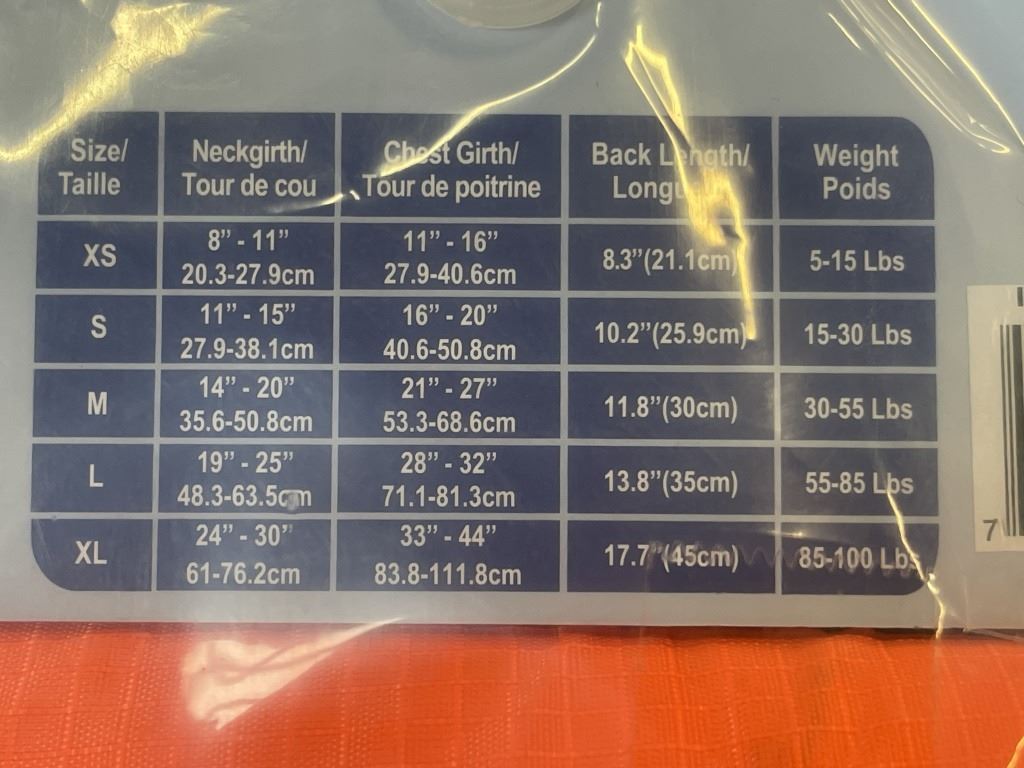 Size/ Neckgirth/ Chest Girth/ Back Length/ Weight
Taille Tour de cou Tour de poitrine Poids
XS 8” - 11” 11” - 16” 8.3”(21.1cm) 5-15 Lbs
20.3-27.9cm 27.9-40.6cm
S 11” - 15” 16” - 20” 10.2”(25.9cm) 15-30 Lbs
27.9-38.1cm 40.6-50.8cm
M 14” - 20” 21” - 27” 11.8”(30cm) 30-55 Lbs
35.6-50.8cm 53.3-68.6cm
L 19” - 25” 28” - 32” 13.8”(35cm) 55-85 Lbs
48.3-63.5cm 71.1-81.3cm
XL 24” - 30” 33” - 44” 17.7”(45cm) 85-100 Lbs
61-76.2cm 83.8-111.8cm
7